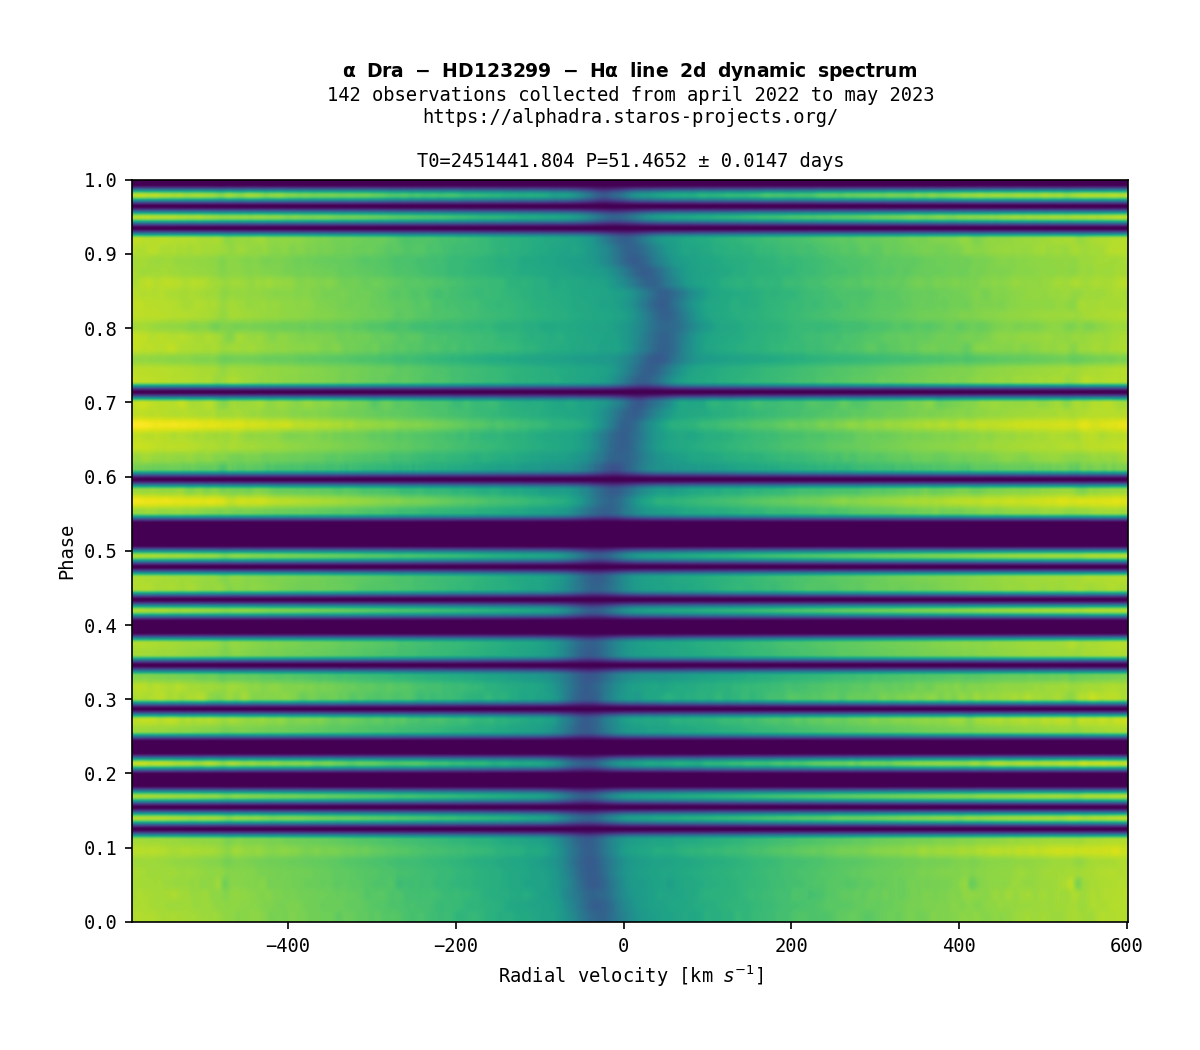 α Dra − HD123299 − Hα line 2d dynamic spectrum
142 observations collected from april 2022 to may 2023
https://alphadra.staros-projects.org/
T0=2451441.804 P=51.4652 ± 0.0147 days
1.0
0.9
0.8
0.7
0.6
0.5
0.4
0.3
0.2
0.1
0.0
Phase
−400 −200 0 200 400 600
Radial velocity [km s⁻¹]